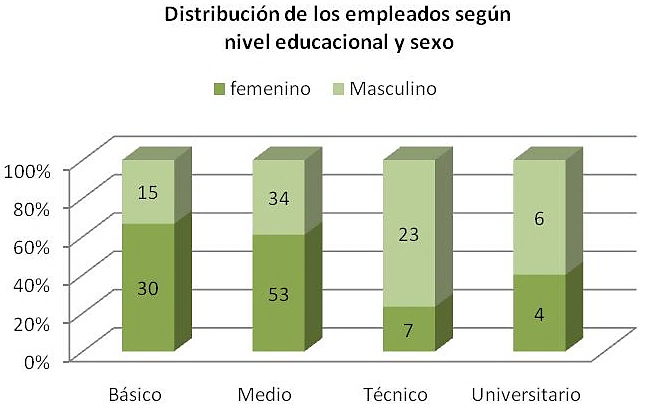 Distribución de los empleados según
nivel educacional y sexo
femenino Masculino
100%
80%
60%
40%
20%
0%
15 34 23 6
30 53 7 4
Básico Medio Técnico Universitario